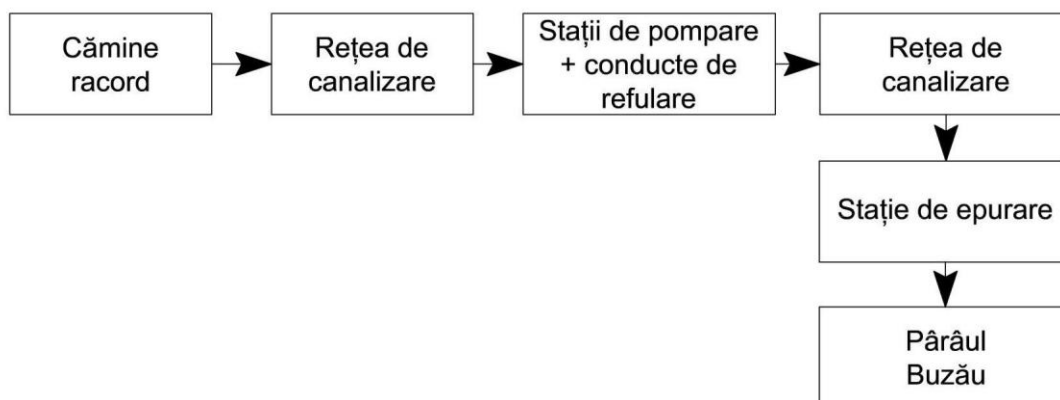 Cămine
racord
Rețea de
canalizare
Stații de pompare
+ conducte de
refulare
Rețea de
canalizare
Stație de epurare
Pârâul
Buzău